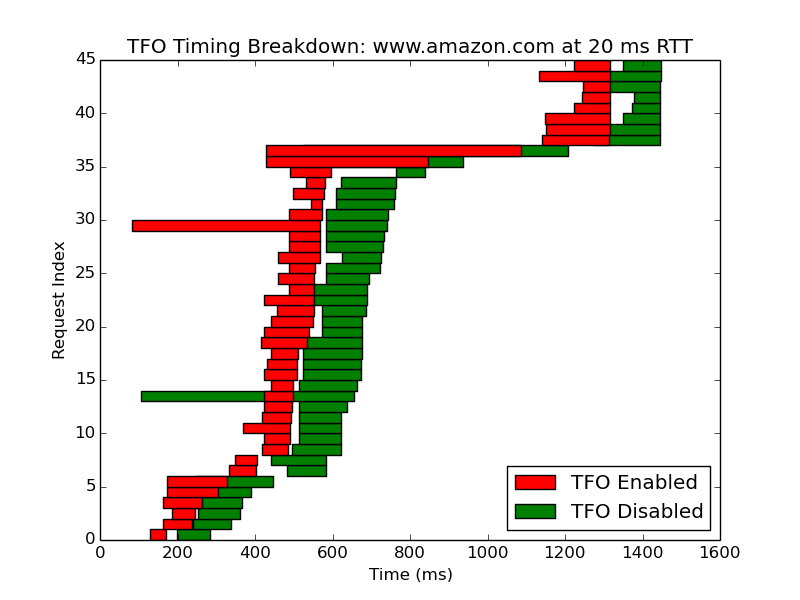 TFO Timing Breakdown: www.amazon.com at 20 ms RTT
45
40
35
30
25
20
15
10
5
0
Request Index
TFO Enabled
TFO Disabled
0 200 400 600 800 1000 1200 1400 1600
Time (ms)